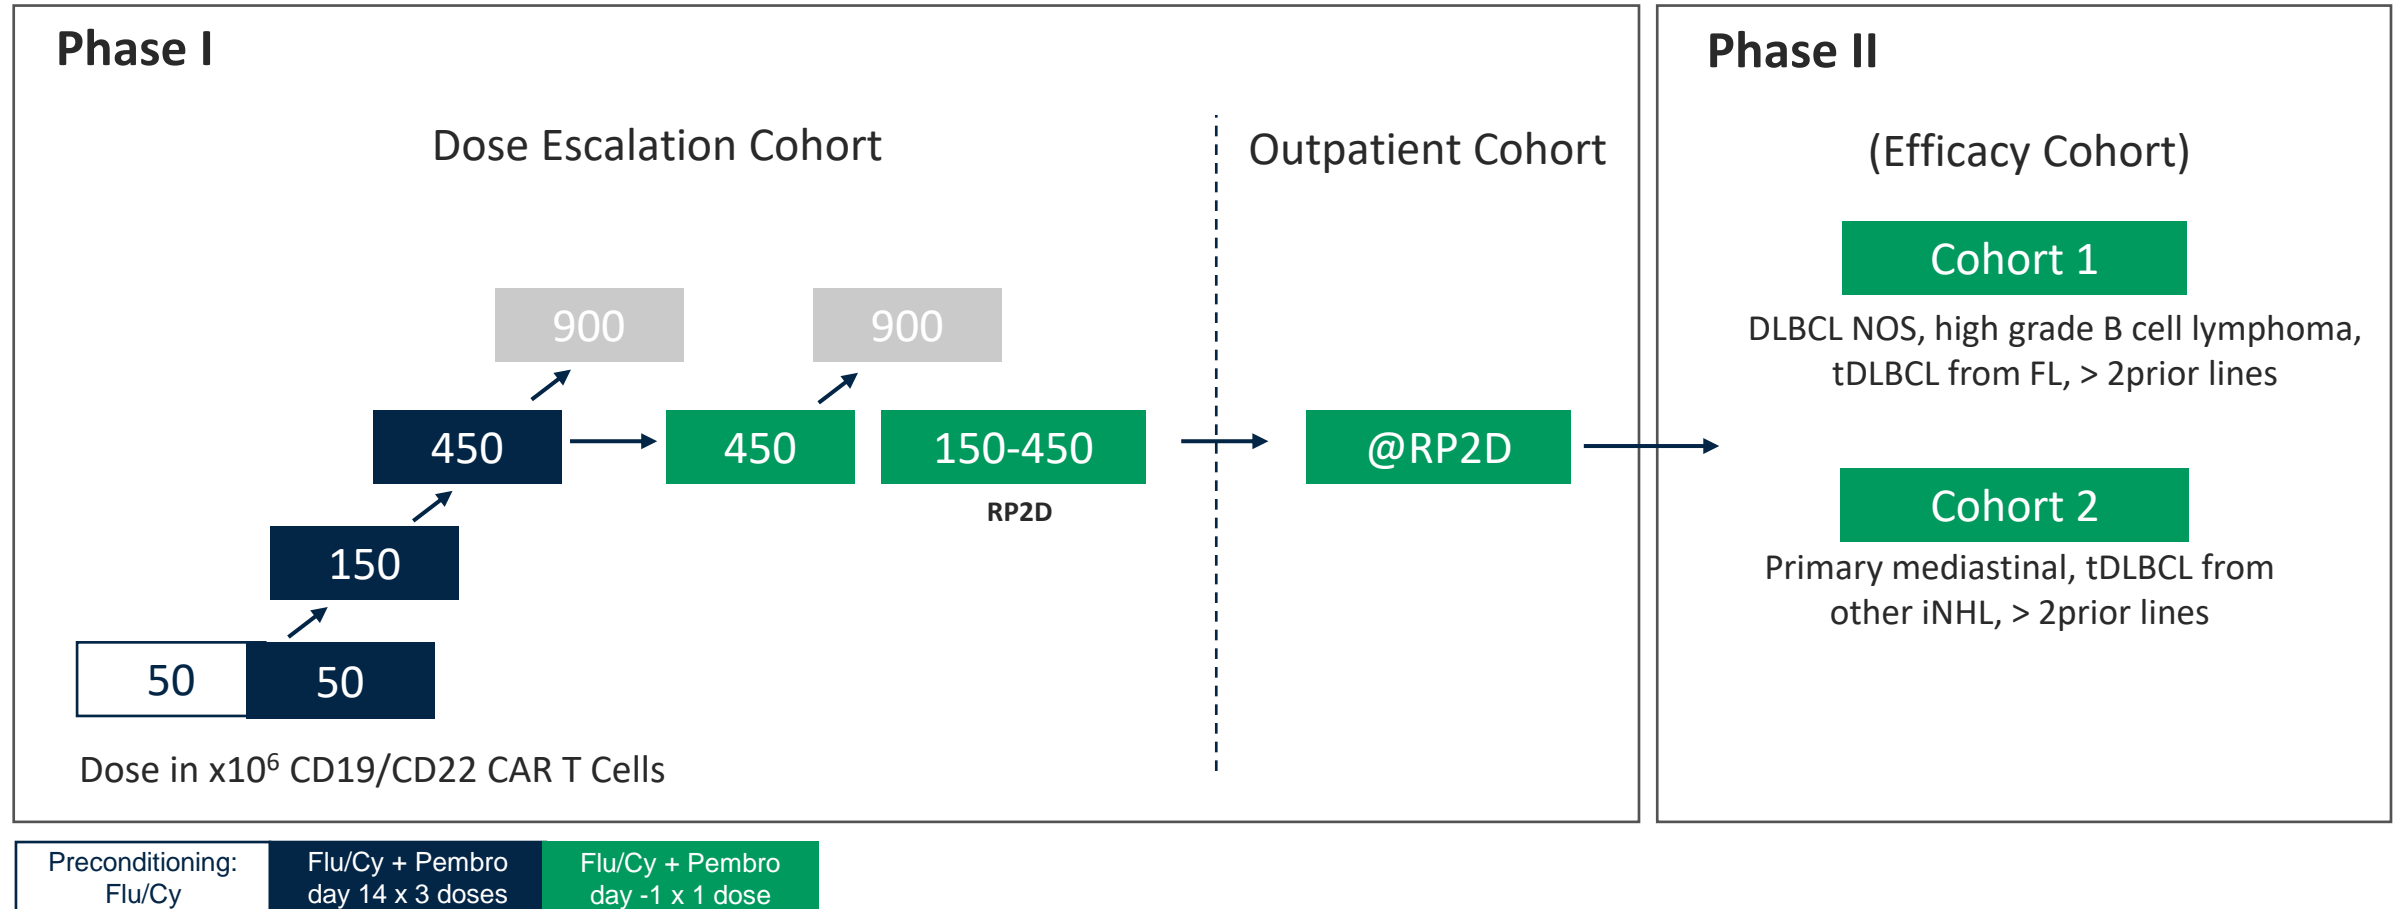 Phase I
Dose Escalation Cohort
Outpatient Cohort
900
900
450
450
150-450
RP2D
@RP2D
150
50
50
Dose in x10⁶ CD19/CD22 CAR T Cells
Phase II
(Efficacy Cohort)
Cohort 1
DLBCL NOS, high grade B cell lymphoma,
tDLBCL from FL, > 2prior lines
Cohort 2
Primary mediastinal, tDLBCL from
other iNHL, > 2prior lines
Preconditioning:
Flu/Cy
Flu/Cy + Pembro
day 14 x 3 doses
Flu/Cy + Pembro
day -1 x 1 dose